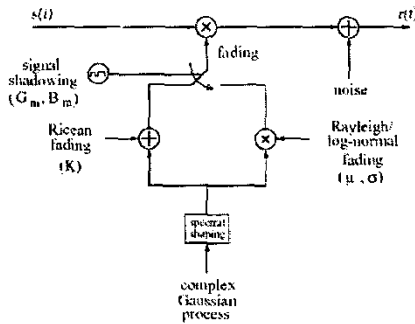 s(t)
r(t)
fading
signal
shadowing
(Gm, Bm)
noise
Ricean
fading
(K)
Rayleigh/
log-normal
fading
(μ, σ)
spectral
shaping
complex
Gaussian
process